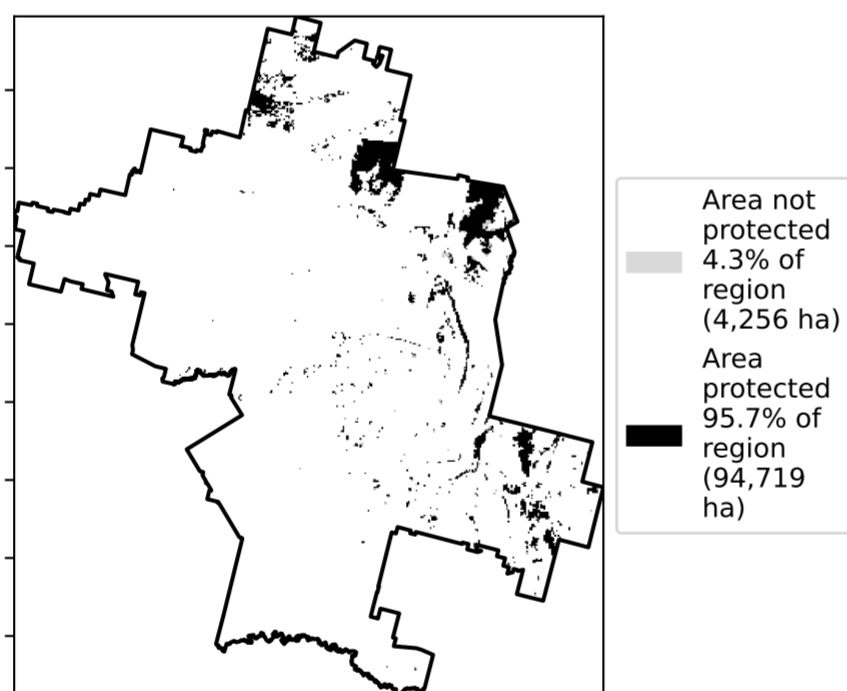 Area not
protected
4.3% of
region
(4,256 ha)
Area
protected
95.7% of
region
(94,719
ha)